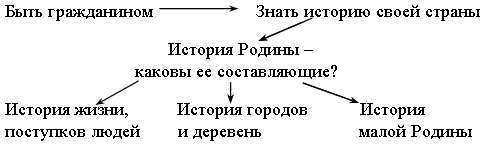 Быть гражданином Знать историю своей страны
История Родины –
каковы ее составляющие?
История жизни, История городов История
поступков людей и деревень малой Родины